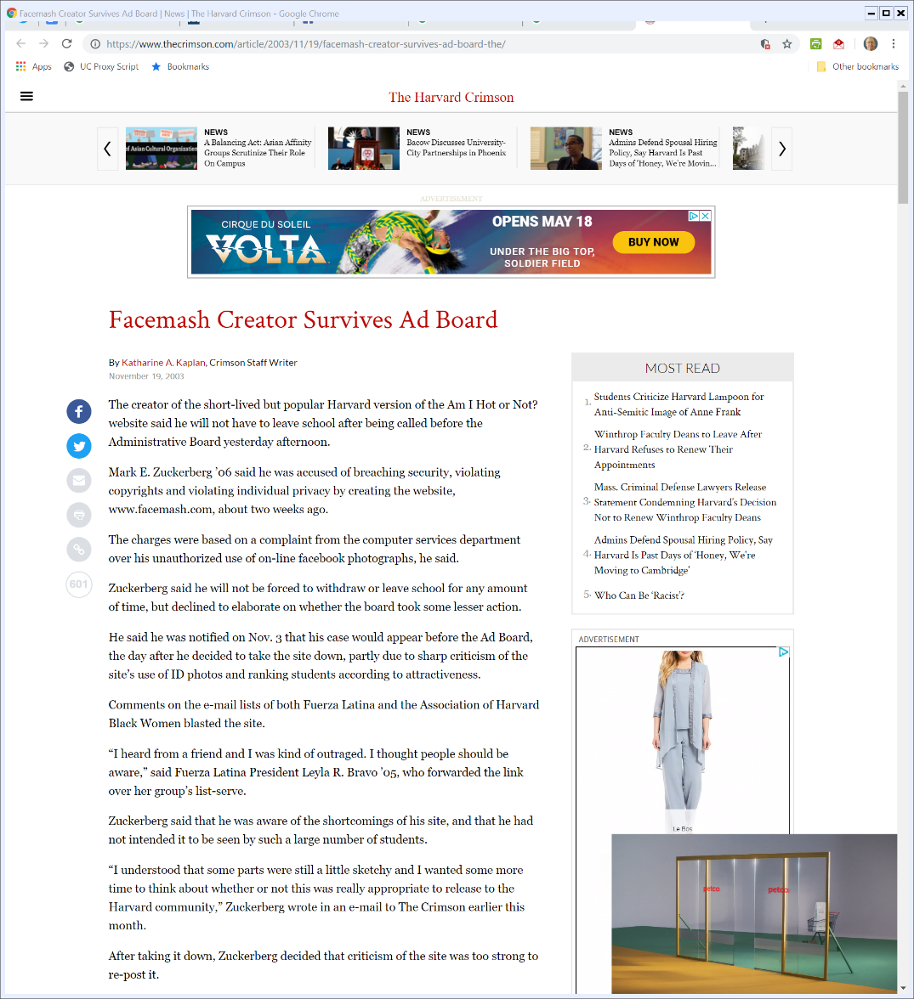 Facemash Creator Survives Ad Board | News | The Harvard Crimson - Google Chrome
https://www.thecrimson.com/article/2003/11/19/facemash-creator-survives-ad-board-the/
Apps
UC Proxy Script
Bookmarks
Other bookmarks
The Harvard Crimson
NEWS
A Balancing Act: Asian Affinity
Groups Scrutinize Their Role
On Campus
of Asian Cultural Organization
NEWS
Bacow Discusses University-
City Partnerships in Phoenix
NEWS
Admins Defend Spousal Hiring
Policy, Say Harvard Is Past
Days of ‘Honey, We're Movin...
ADVERTISEMENT
CIRQUE DU SOLEIL
VOLTA
OPENS MAY 18
UNDER THE BIG TOP,
SOLDIER FIELD
BUY NOW
Facemash Creator Survives Ad Board
By Katharine A. Kaplan, Crimson Staff Writer
November 19, 2003
The creator of the short-lived but popular Harvard version of the Am I Hot or Not?
website said he will not have to leave school after being called before the
Administrative Board yesterday afternoon.
Mark E. Zuckerberg ’06 said he was accused of breaching security, violating
copyrights and violating individual privacy by creating the website,
www.facemash.com, about two weeks ago.
The charges were based on a complaint from the computer services department
over his unauthorized use of on-line facebook photographs, he said.
601
Zuckerberg said he will not be forced to withdraw or leave school for any amount
of time, but declined to elaborate on whether the board took some lesser action.
He said he was notified on Nov. 3 that his case would appear before the Ad Board,
the day after he decided to take the site down, partly due to sharp criticism of the
site’s use of ID photos and ranking students according to attractiveness.
Comments on the e-mail lists of both Fuerza Latina and the Association of Harvard
Black Women blasted the site.
“I heard from a friend and I was kind of outraged. I thought people should be
aware,” said Fuerza Latina President Leyla R. Bravo ’05, who forwarded the link
over her group’s list-serve.
Zuckerberg said that he was aware of the shortcomings of his site, and that he had
not intended it to be seen by such a large number of students.
“I understood that some parts were still a little sketchy and I wanted some more
time to think about whether or not this was really appropriate to release to the
Harvard community,” Zuckerberg wrote in an e-mail to The Crimson earlier this
month.
After taking it down, Zuckerberg decided that criticism of the site was too strong to
re-post it.
MOST READ
1. Students Criticize Harvard Lampoon for
Anti-Semitic Image of Anne Frank
2. Winthrop Faculty Deans to Leave After
Harvard Refuses to Renew Their
Appointments
3. Mass. Criminal Defense Lawyers Release
Statement Condemning Harvard’s Decision
Not to Renew Winthrop Faculty Deans
4. Admins Defend Spousal Hiring Policy, Say
Harvard Is Past Days of ‘Honey, We’re
Moving to Cambridge’
5. Who Can Be ‘Racist’?
ADVERTISEMENT
Le Bos
petco
petco